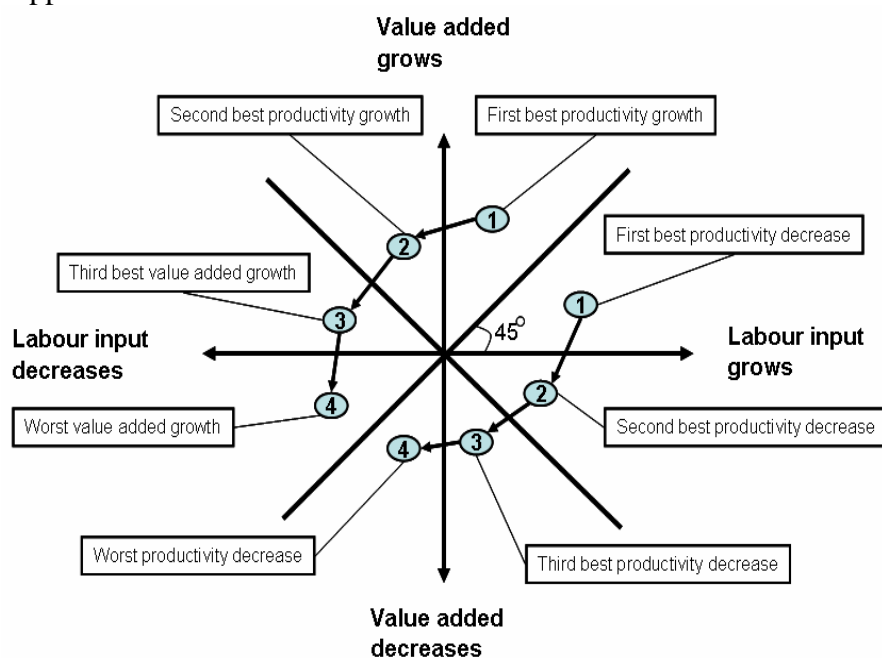 Value added
grows
Second best productivity growth
First best productivity growth
1
2
First best productivity decrease
Third best value added growth
1
3
45°
Labour input
decreases
Labour input
grows
2
4
Worst value added growth
Second best productivity decrease
4
3
Worst productivity decrease
Third best productivity decrease
Value added
decreases